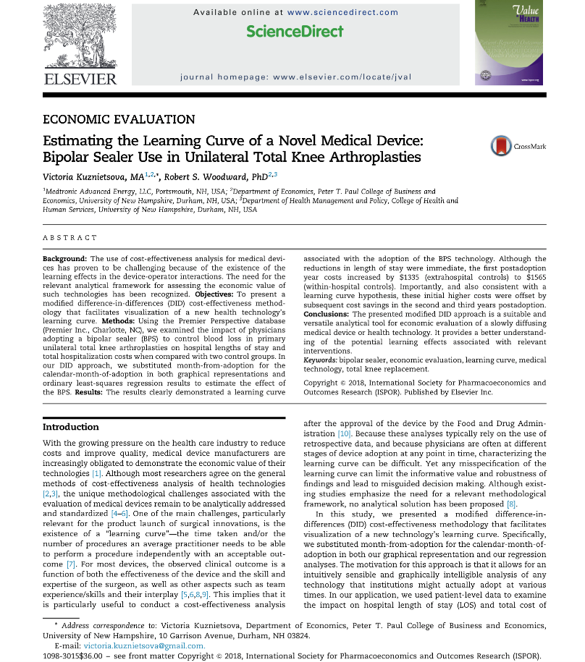 Available online at www.sciencedirect.com
ScienceDirect
journal homepage: www.elsevier.com/locate/jval
ELSEVIER
Value
HEALTH
ECONOMIC EVALUATION
Estimating the Learning Curve of a Novel Medical Device:
Bipolar Sealer Use in Unilateral Total Knee Arthroplasties
CrossMark
Victoria Kuznietsova, MA1,2,*, Robert S. Woodward, PhD2,3
1Medtronic Advanced Energy, LLC, Portsmouth, NH, USA; 2Department of Economics, Peter T. Paul College of Business and
Economics, University of New Hampshire, Durham, NH, USA; 3Department of Health Management and Policy, College of Health and
Human Services, University of New Hampshire, Durham, NH, USA
ABSTRACT
Background: The use of cost-effectiveness analysis for medical devi-
ces has proven to be challenging because of the existence of the
learning effects in the device-operator interactions. The need for the
relevant analytical framework for assessing the economic value of
such technologies has been recognized. Objectives: To present a
modified difference-in-differences (DID) cost-effectiveness method-
ology that facilitates visualization of a new health technology's
learning curve. Methods: Using the Premier Perspective database
(Premier Inc., Charlotte, NC), we examined the impact of physicians
adopting a bipolar sealer (BPS) to control blood loss in primary
unilateral total knee arthroplasties on hospital lengths of stay and
total hospitalization costs when compared with two control groups. In
our DID approach, we substituted month-from-adoption for the
calendar-month-of-adoption in both graphical representations and
ordinary least-squares regression results to estimate the effect of
the BPS. Results: The results clearly demonstrated a learning curve
associated with the adoption of the BPS technology. Although the
reductions in length of stay were immediate, the first postadoption
year costs increased by $1335 (extrahospital controls) to $1565
(within-hospital controls). Importantly, and also consistent with a
learning curve hypothesis, these initial higher costs were offset by
subsequent cost savings in the second and third years postadoption.
Conclusions: The presented modified DID approach is a suitable and
versatile analytical tool for economic evaluation of a slowly diffusing
medical device or health technology. It provides a better understand-
ing of the potential learning effects associated with relevant
interventions.
Keywords: bipolar sealer, economic evaluation, learning curve, medical
technology, total knee replacement.
Copyright © 2018, International Society for Pharmacoeconomics and
Outcomes Research (ISPOR). Published by Elsevier Inc.
Introduction
With the growing pressure on the health care industry to reduce
costs and improve quality, medical device manufacturers are
increasingly obligated to demonstrate the economic value of their
technologies [1]. Although most researchers agree on the general
methods of cost-effectiveness analysis of health technologies
[2,3], the unique methodological challenges associated with the
evaluation of medical devices remain to be analytically addressed
and standardized [4–6]. One of the main challenges, particularly
relevant for the product launch of surgical innovations, is the
existence of a "learning curve"—the time taken and/or the
number of procedures an average practitioner needs to be able
to perform a procedure independently with an acceptable out-
come [7]. For most devices, the observed clinical outcome is a
function of both the effectiveness of the device and the skill and
expertise of the surgeon, as well as other aspects such as team
experience/skills and their interplay [5,6,8,9]. This implies that it
is particularly useful to conduct a cost-effectiveness analysis
after the approval of the device by the Food and Drug Admin-
istration [10]. Because these analyses typically rely on the use of
retrospective data, and because physicians are often at different
stages of device adoption at any point in time, characterizing the
learning curve can be difficult. Yet any misspecification of the
learning curve can limit the informative value and robustness of
findings and lead to misguided decision making. Although exist-
ing studies emphasize the need for a relevant methodological
framework, no analytical solution has been proposed [8].
In this study, we presented a modified difference-in-
differences (DID) cost-effectiveness methodology that facilitates
visualization of a new technology's learning curve. Specifically,
we substituted month-from-adoption for the calendar-month-of-
adoption in both our graphical representation and our regression
analyses. The motivation for this approach is that it allows for an
intuitively sensible and graphically intelligible analysis of any
technology that institutions might actually adopt at various
times. In our application, we used patient-level data to examine
the impact on hospital length of stay (LOS) and total cost of
* Address correspondence to: Victoria Kuznietsova, Department of Economics, Peter T. Paul College of Business and Economics,
University of New Hampshire, 10 Garrison Avenue, Durham, NH 03824.
E-mail: victoria.kuznietsova@gmail.com.
1098-3015$36.00 – see front matter Copyright © 2018, International Society for Pharmacoeconomics and Outcomes Research (ISPOR).